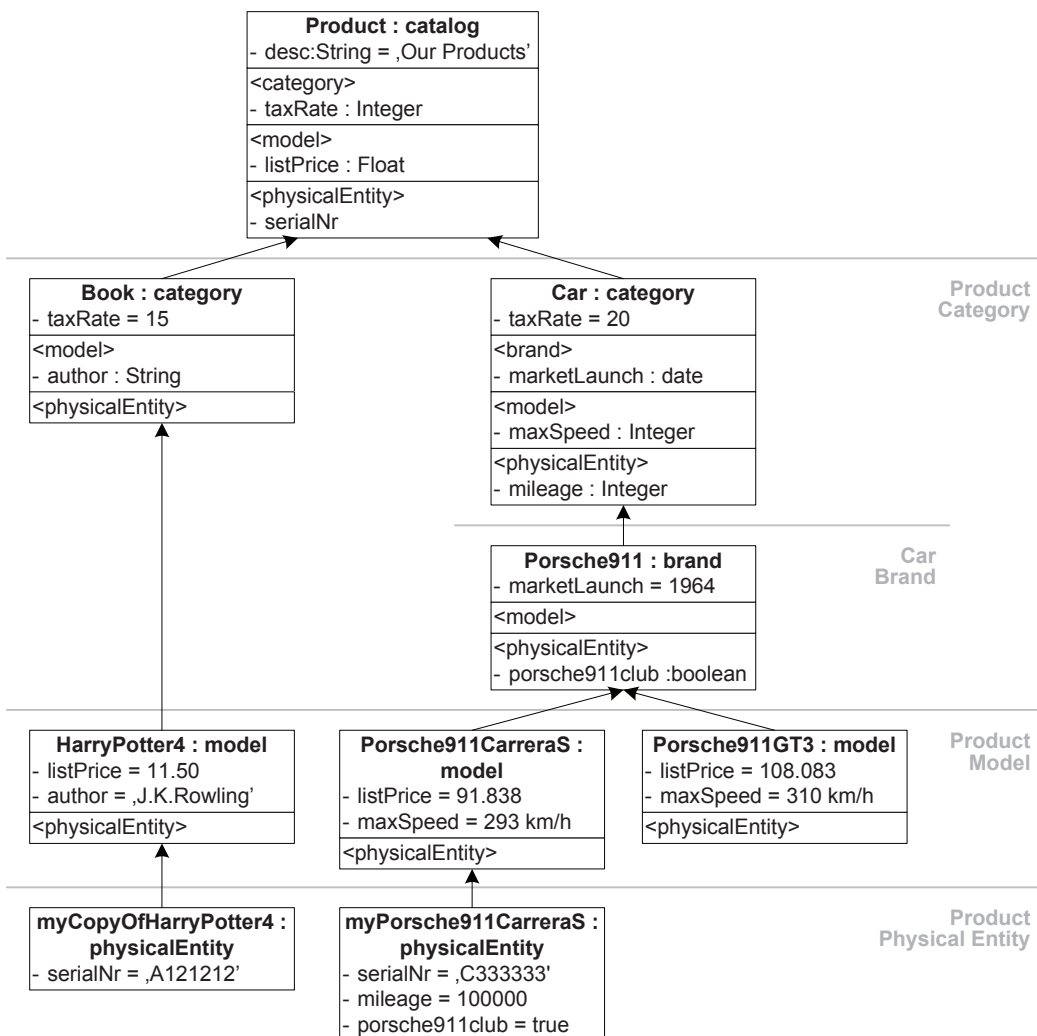 Product : catalog
- desc:String = ‚Our Products’
<category>
- taxRate : Integer
<model>
- listPrice : Float
<physicalEntity>
- serialNr
Product
Category
Book : category
- taxRate = 15
<model>
- author : String
<physicalEntity>
Car : category
- taxRate = 20
<brand>
- marketLaunch : date
<model>
- maxSpeed : Integer
<physicalEntity>
- mileage : Integer
Car
Brand
Porsche911 : brand
- marketLaunch = 1964
<model>
<physicalEntity>
- porsche911club :boolean
Product
Model
HarryPotter4 : model
- listPrice = 11.50
- author = ‚J.K.Rowling’
<physicalEntity>
Porsche911CarreraS :
model
- listPrice = 91.838
- maxSpeed = 293 km/h
<physicalEntity>
Porsche911GT3 : model
- listPrice = 108.083
- maxSpeed = 310 km/h
<physicalEntity>
Product
Physical Entity
myCopyOfHarryPotter4 :
physicalEntity
- serialNr = ‚A121212’
myPorsche911CarreraS :
physicalEntity
- serialNr = ‚C333333'
- mileage = 100000
- porsche911club = true